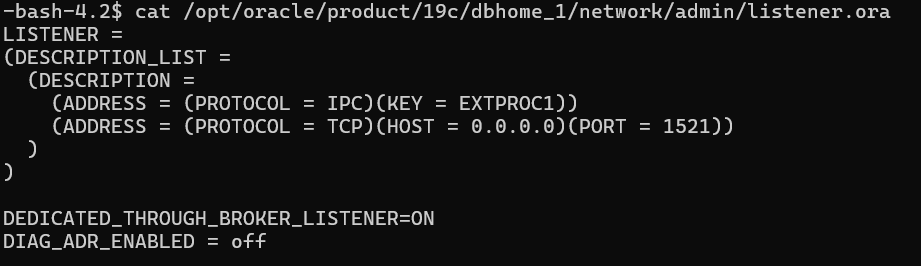 -bash-4.2$ cat /opt/oracle/product/19c/dbhome_1/network/admin/listener.ora
LISTENER =
(DESCRIPTION_LIST =
  (DESCRIPTION =
    (ADDRESS = (PROTOCOL = IPC)(KEY = EXTPROC1))
    (ADDRESS = (PROTOCOL = TCP)(HOST = 0.0.0.0)(PORT = 1521))
  )
)

DEDICATED_THROUGH_BROKER_LISTENER=ON
DIAG_ADR_ENABLED = off